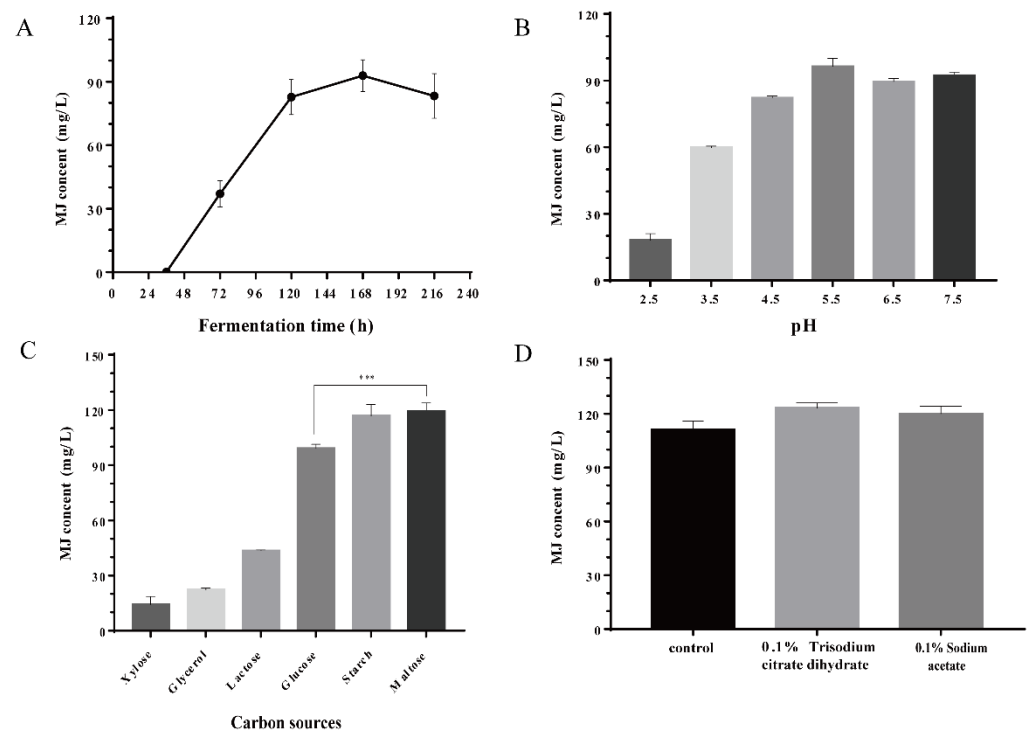 A
120
90
60
30
0
MJ concent (mg/L)
0 24 48 72 96 120 144 168 192 216 240
Fermentation time (h)
B
120
90
60
30
0
MJ concent (mg/L)
2.5 3.5 4.5 5.5 6.5 7.5
pH
C
150
120
90
60
30
0
MJ concent (mg/L)
***
Xylose Glycerol Lactose Glucose Starch Maltose
Carbon sources
D
150
120
90
60
30
0
MJ concent (mg/L)
control
0.1% Trisodium
citrate dihydrate
0.1% Sodium
acetate